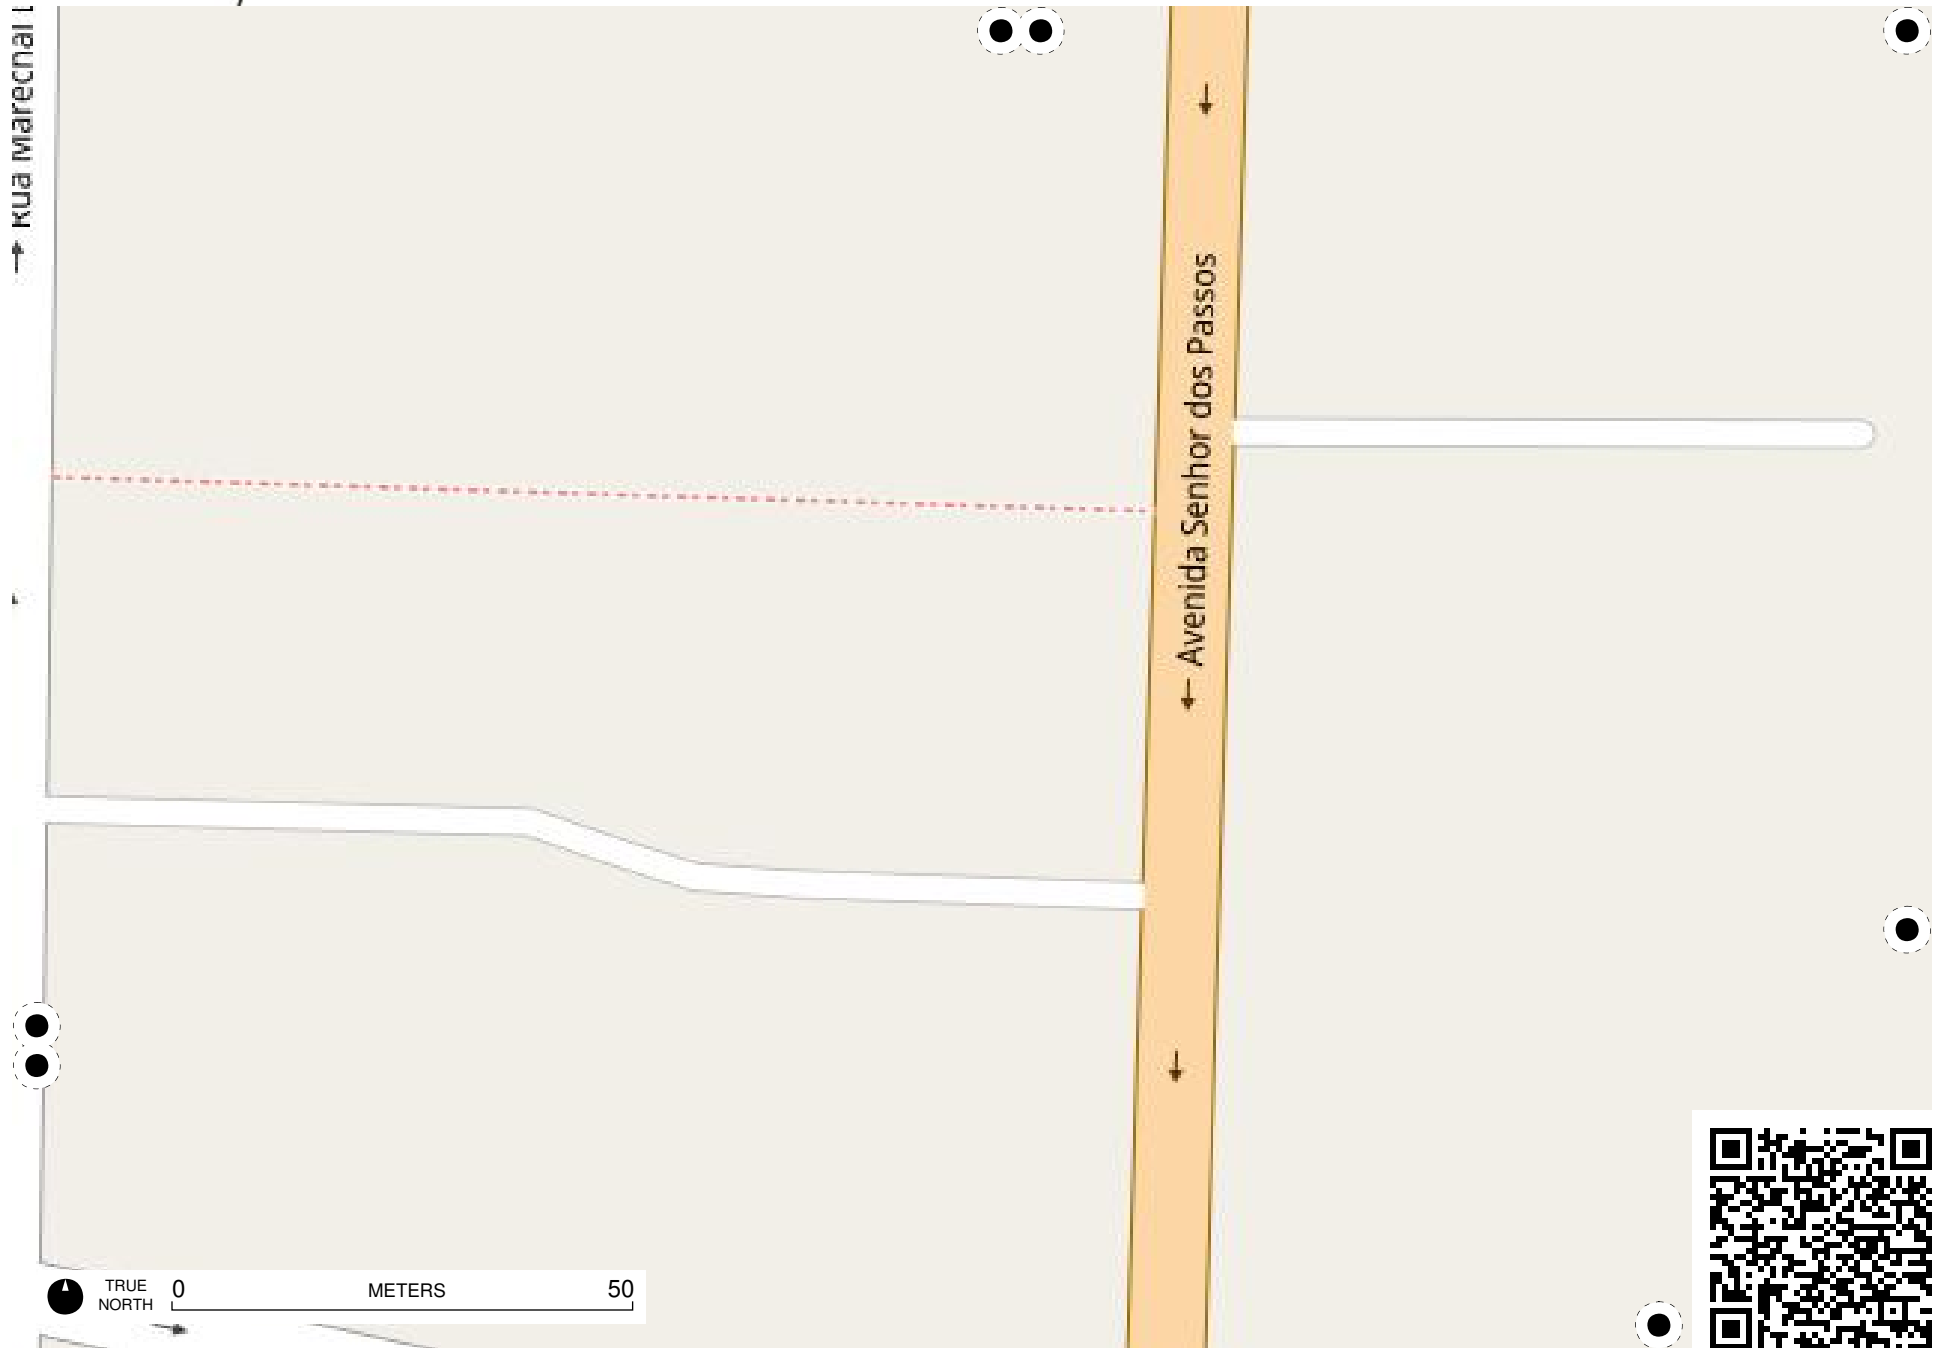 Rua Marechal
Avenida Senhor dos Passos
TRUE
NORTH
0 METERS 50